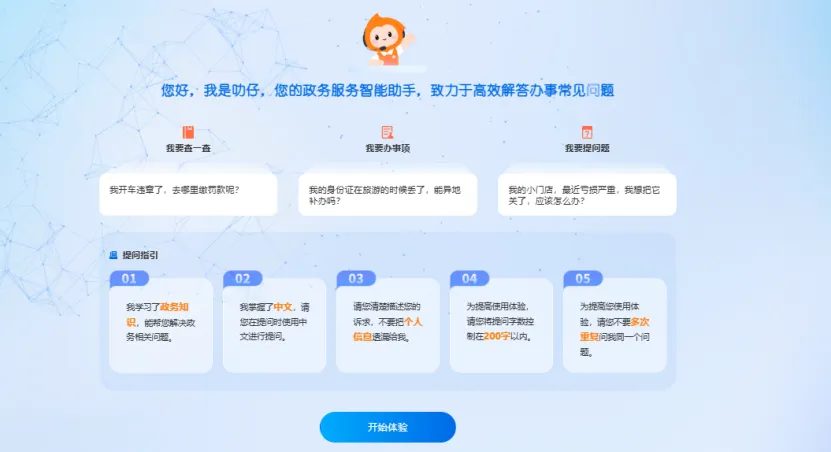 您好，我是叻仔，您的政务服务智能助手，致力于高效解答办事常见问题
我要查一查
我要办事项
我要提问题
我开车违章了，去哪里缴罚款呢？
我的身份证在旅游的时候丢了，能异地
补办吗？
我的小门店，最近亏损严重，我想把它
关了，应该怎么办？
提问指引
01
我学习了政务知
识，能帮您解决政
务相关问题。
02
我掌握了中文，请
您在提问时使用中
文进行提问。
03
请您清楚描述您的
诉求，不要把个人
信息透漏给我。
04
为提高使用体验，
请您将提问字数控
制在200字以内。
05
为提高您使用体
验，请您不要多次
重复问我同一个问
题。
开始体验